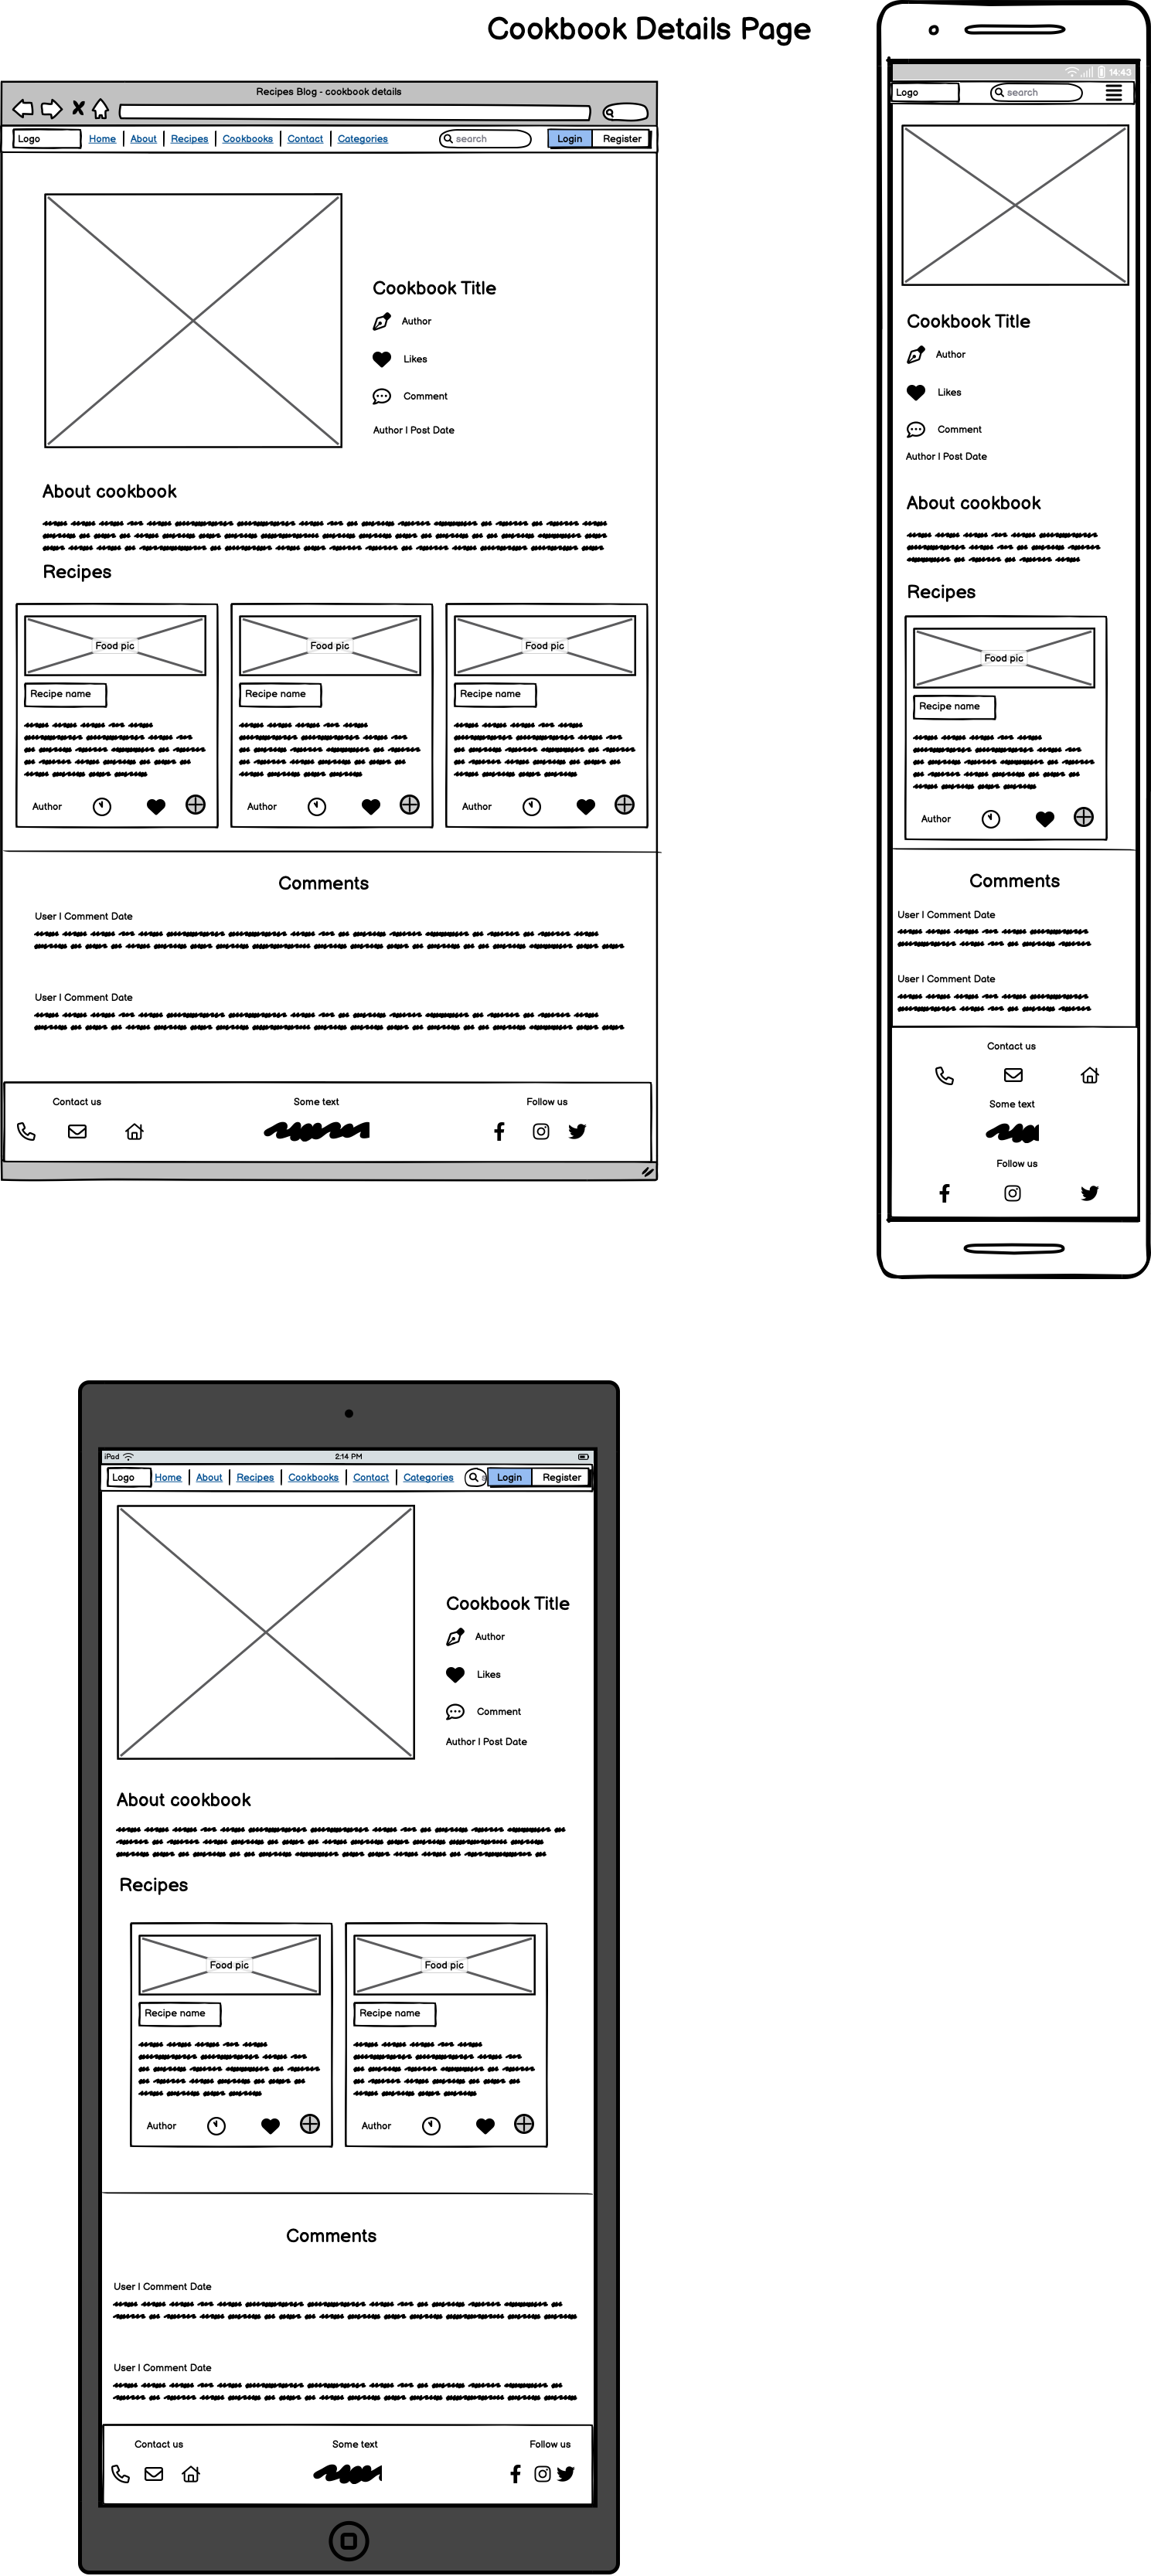 Cookbook Details Page
Recipes Blog - cookbook details
Logo Home About Recipes Cookbooks Contact Categories search Login Register
Cookbook Title
Author
Likes
Comment
Author | Post Date
About cookbook
Recipes
Food pic Food pic Food pic
Recipe name Recipe name Recipe name
Author Author Author
Comments
User | Comment Date
User | Comment Date
Contact us Some text Follow us
14:43
Logo search
Cookbook Title
Author
Likes
Comment
Author | Post Date
About cookbook
Recipes
Food pic
Recipe name
Author
Comments
User | Comment Date
User | Comment Date
Contact us
Some text
Follow us
iPad 2:14 PM
Logo Home About Recipes Cookbooks Contact Categories s Login Register
Cookbook Title
Author
Likes
Comment
Author | Post Date
About cookbook
Recipes
Food pic Food pic
Recipe name Recipe name
Author Author
Comments
User | Comment Date
User | Comment Date
Contact us Some text Follow us